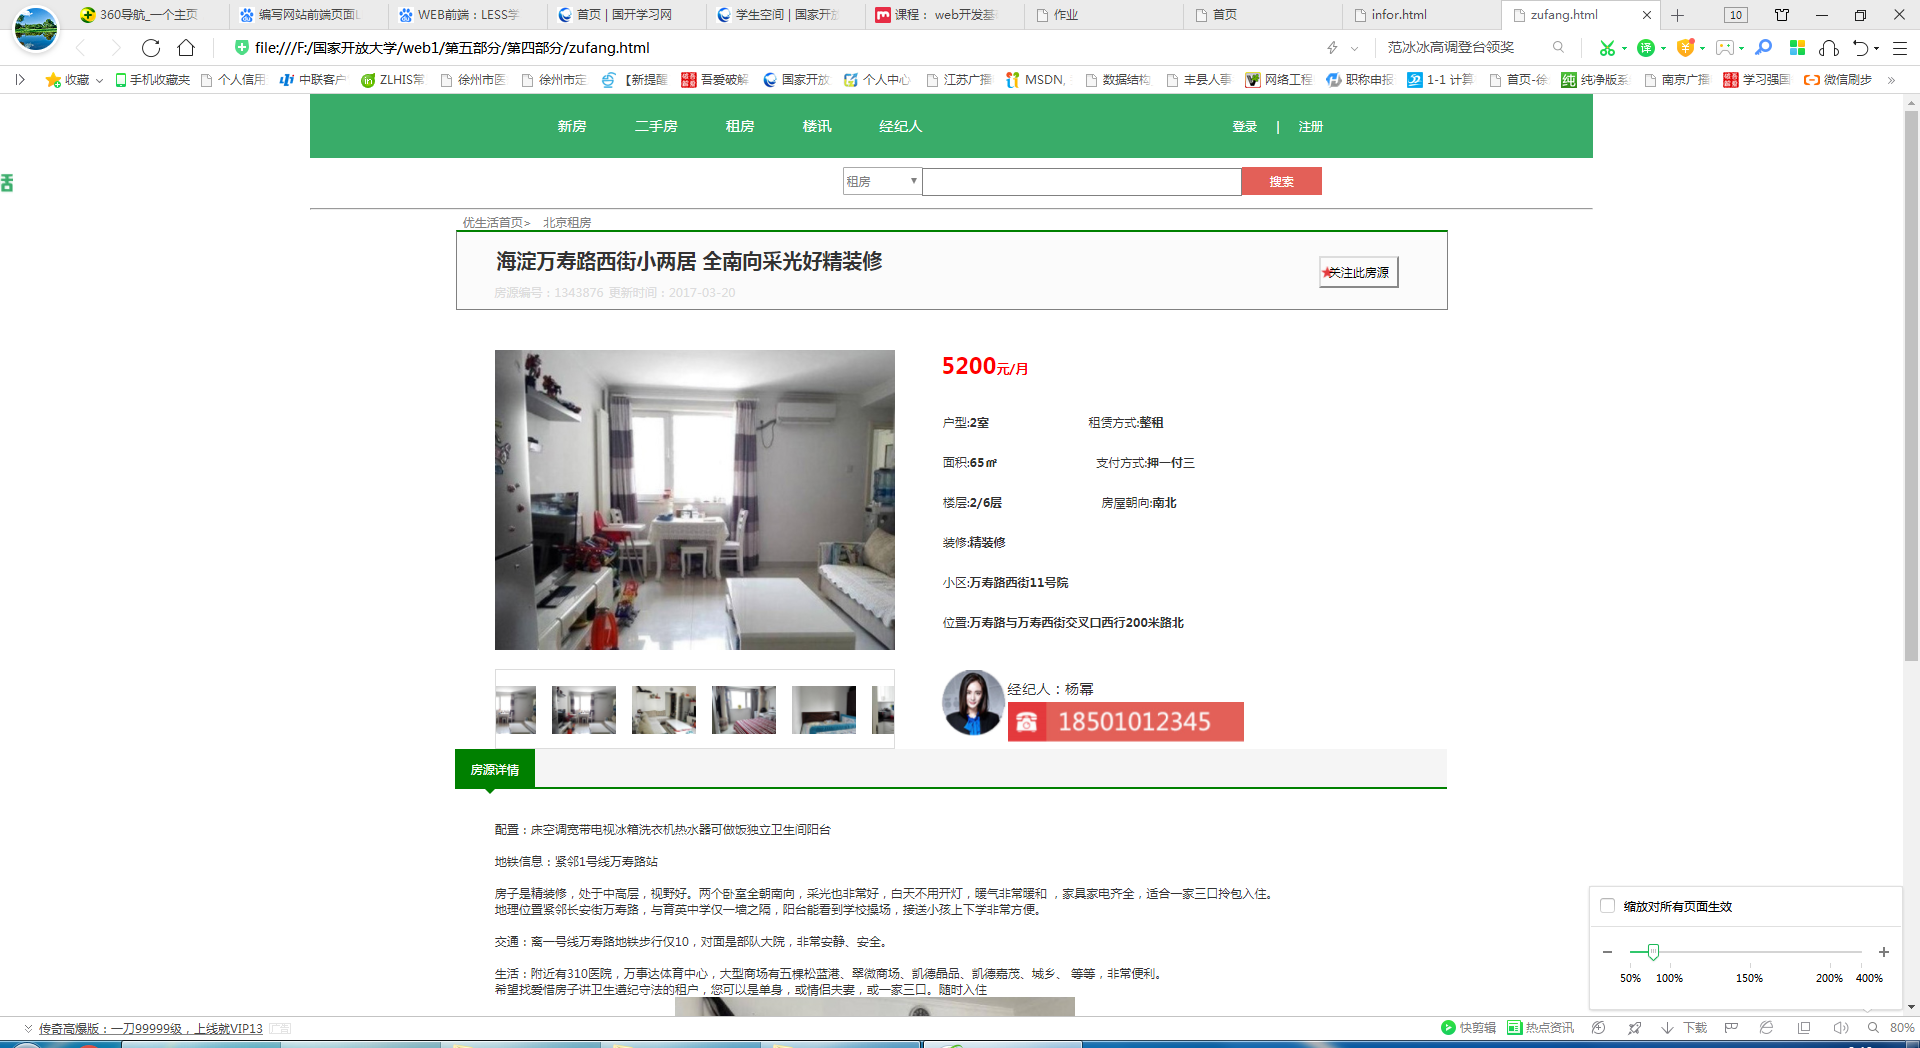 360导航_一个主页
编写网站前端页面
WEB前端：LESS学
首页 | 国开学习网
学生空间 | 国家开放
课程： web开发基
作业
首页
infor.html
zufang.html
10
file:///F:/国家开放大学/web1/第五部分/第四部分/zufang.html
范冰冰高调登台领奖
收藏
手机收藏夹
个人信用
中联客户
ZLHIS常
徐州市医
徐州市定
【新提醒
吾爱破解
国家开放
个人中心
江苏广播
MSDN,
数据结构
丰县人事
网络工程
职称申报
1-1 计算
首页-徐
纯净版系
南京广播
学习强国
微信刷步
新房
二手房
租房
楼讯
经纪人
登录 | 注册
活
租房
搜索
优生活首页> 北京租房
海淀万寿路西街小两居 全南向采光好精装修
关注此房源
房源编号：1343876 更新时间：2017-03-20
5200元/月
户型:2室 租赁方式:整租
面积:65㎡ 支付方式:押一付三
楼层:2/6层 房屋朝向:南北
装修:精装修
小区:万寿路西街11号院
位置:万寿路与万寿西街交叉口西行200米路北
经纪人：杨幂
18501012345
房源详情
配置：床空调宽带电视冰箱洗衣机热水器可做饭独立卫生间阳台
地铁信息：紧邻1号线万寿路站
房子是精装修，处于中高层，视野好。两个卧室全朝南向，采光也非常好，白天不用开灯，暖气非常暖和 ，家具家电齐全，适合一家三口拎包入住。
地理位置紧邻长安街万寿路，与育英中学仅一墙之隔，阳台能看到学校操场，接送小孩上下学非常方便。
交通：离一号线万寿路地铁步行仅10，对面是部队大院，非常安静、安全。
生活：附近有310医院，万事达体育中心，大型商场有五棵松蓝港、翠微商场、凯德晶品、凯德嘉茂、城乡、 等等，非常便利。
希望找爱惜房子讲卫生遵纪守法的租户，您可以是单身，或情侣夫妻，或一家三口。随时入住
缩放对所有页面生效
50% 100% 150% 200% 400%
传奇高爆版：一刀99999级，上线就VIP13 广告
快剪辑
热点资讯
下载
80%